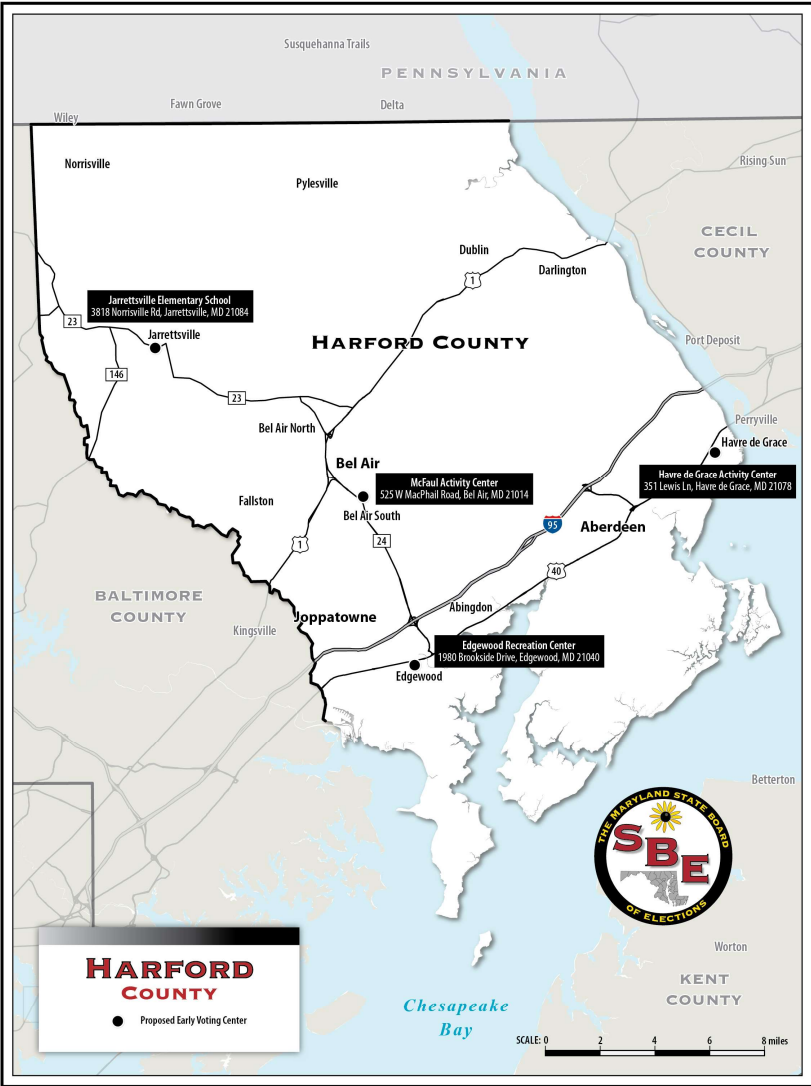 Susquehanna Trails
PENNSYLVANIA
Fawn Grove
Delta
Wiley
Norrisville
Pylesville
Rising Sun
CECIL
COUNTY
Dublin
Darlington
1
Jarrettsville Elementary School
3818 Norrisville Rd, Jarrettsville, MD 21084
23
Jarrettsville
HARFORD COUNTY
Port Deposit
146
23
Perryville
Bel Air North
Havre de Grace
Bel Air
McFaul Activity Center
525 W MacPhail Road, Bel Air, MD 21014
Havre de Grace Activity Center
351 Lewis Ln, Havre de Grace, MD 21078
Fallston
Bel Air South
95
Aberdeen
1
24
40
BALTIMORE
COUNTY
Abingdon
Joppatowne
Kingsville
Edgewood Recreation Center
1980 Brookside Drive, Edgewood, MD 21040
Edgewood
Betterton
THE MARYLAND STATE BOARD
SBE
OF ELECTIONS
Worton
HARFORD
COUNTY
Proposed Early Voting Center
KENT
COUNTY
Chesapeake
Bay
SCALE: 0 2 4 6 8 miles